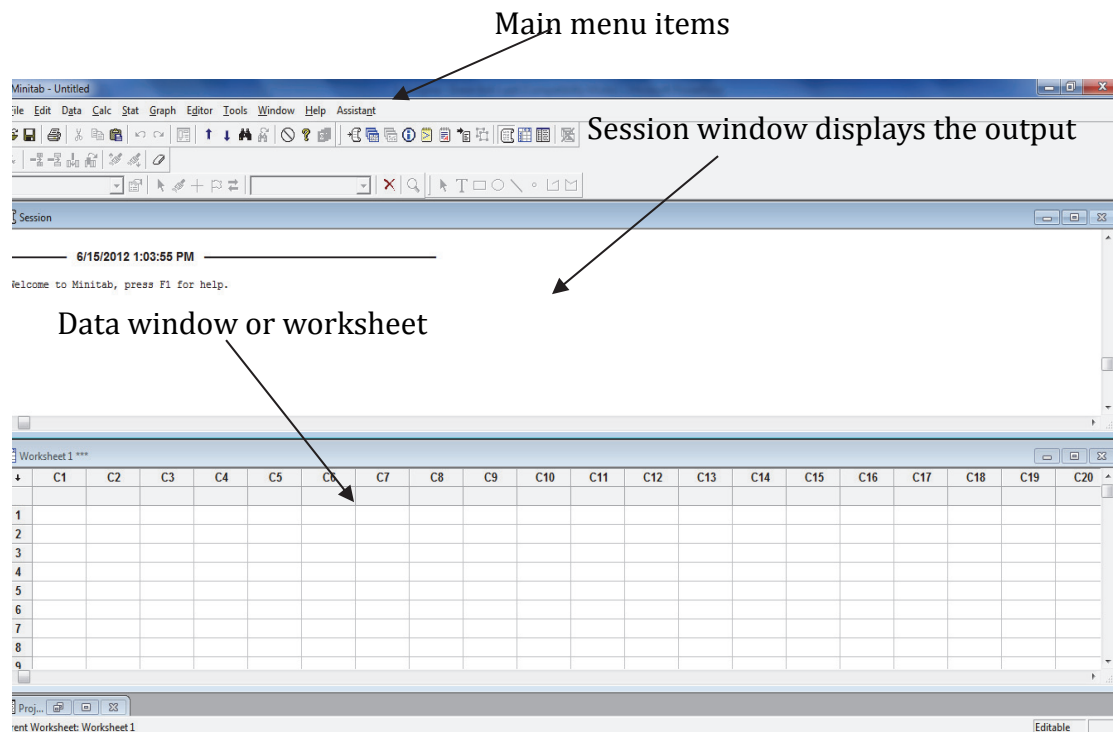 Main menu items
Minitab - Untitled
File Edit Data Calc Stat Graph Editor Tools Window Help Assistant
Session window displays the output
Session
6/15/2012 1:03:55 PM
Welcome to Minitab, press F1 for help.
Data window or worksheet
Worksheet 1 ***
C1 C2 C3 C4 C5 C6 C7 C8 C9 C10 C11 C12 C13 C14 C15 C16 C17 C18 C19 C20
1
2
3
4
5
6
7
8
9
Proj...
rent Worksheet: Worksheet 1 Editable